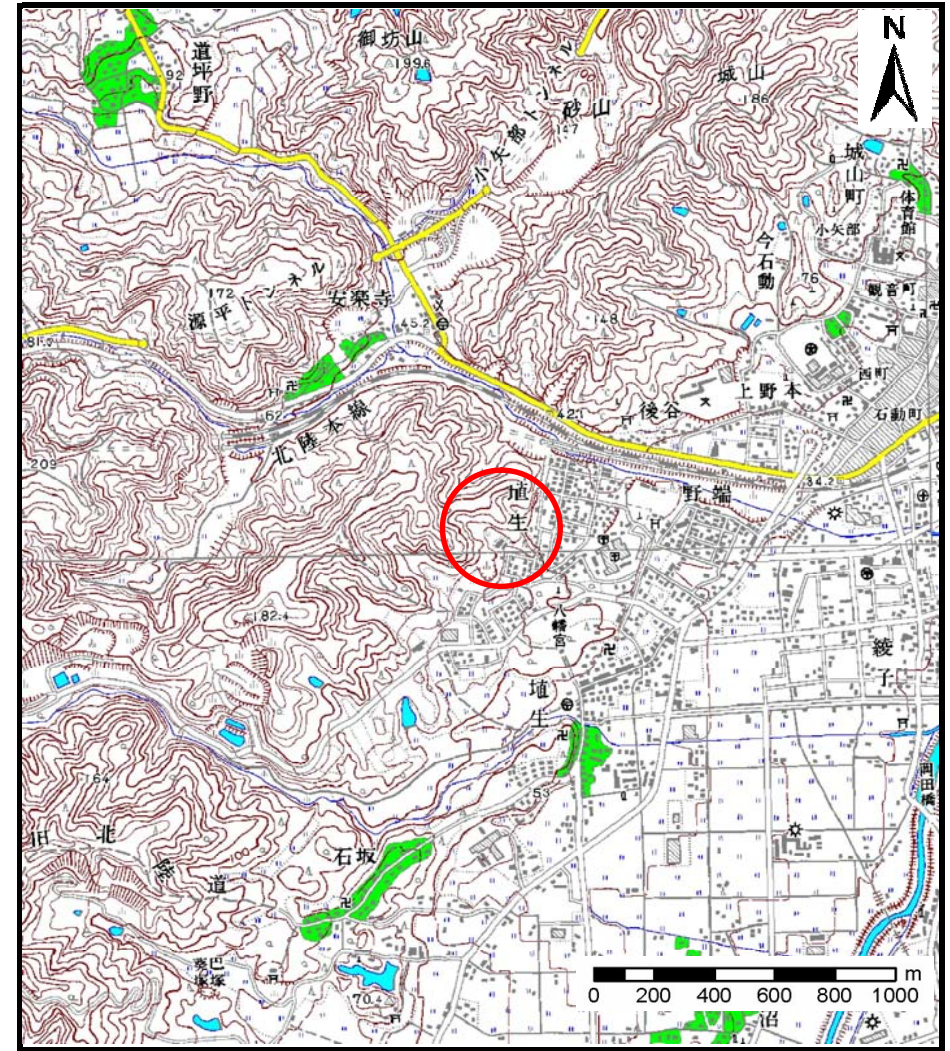 N
道坪野
92
御坊山
199.6
小矢部トンネル
砂山
147
城山
186
城山町
体育館
小矢部
今石動
76
観音町
源平トンネル
172
安楽寺
45.2
148
81.5
西町
上野本
後谷
石動町
62
北陸本線
42.1
34.2
209
埴生
野端
182.4
八幡宮
綾子
埴生
岡田橋
164
53
旧北陸道
石坂
巴塚
葵塚
70.4
沼
m
0 200 400 600 800 1000